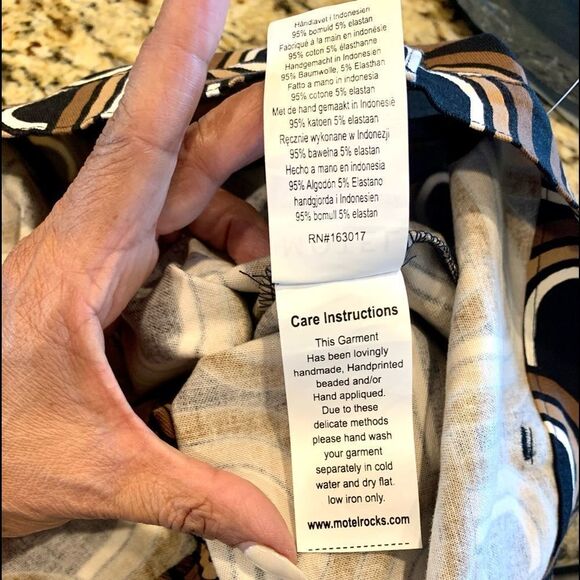 Håndlavet i Indonesien
95% bomuld 5% elastan
Fabriqué à la main en indonésie
95% coton 5% élasthanne
Handgemacht in Indonesien
95% Baumwolle, 5% Elasthan
Fatto a mano in indonesia
95% cotone 5% elastan
Met de hand gemaakt in Indonesië
95% katoen 5% elastaan
Ręcznie wykonane w Indonezji
95% bawełna 5% elastan
Hecho a mano en indonesia
95% Algodón 5% Elastano
handgjorda i Indonesien
95% bomull 5% elastan
RN#163017
Care Instructions
This Garment
Has been lovingly
handmade, Handprinted
beaded and/or
Hand appliqued.
Due to these
delicate methods
please hand wash
your garment
separately in cold
water and dry flat.
low iron only.
www.motelrocks.com